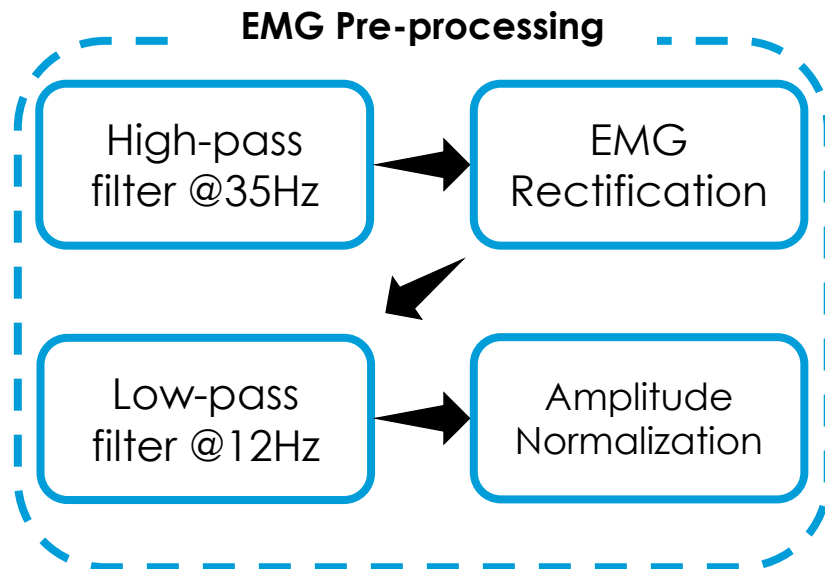 EMG Pre-processing
High-pass
filter @35Hz
EMG
Rectification
Low-pass
filter @12Hz
Amplitude
Normalization